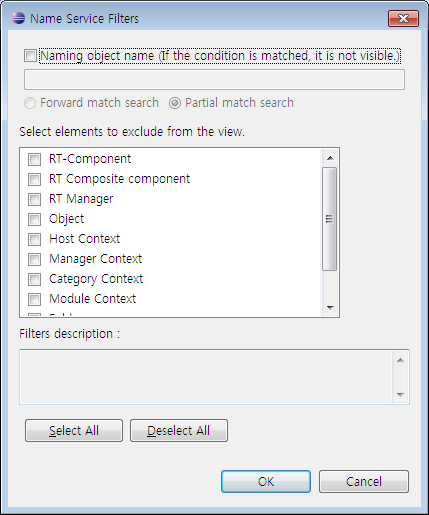 Name Service Filters
Naming object name (If the condition is matched, it is not visible.)
Forward match search Partial match search
Select elements to exclude from the view.
RT-Component
RT Composite component
RT Manager
Object
Host Context
Manager Context
Category Context
Module Context
Filters description :
Select All Deselect All
OK Cancel